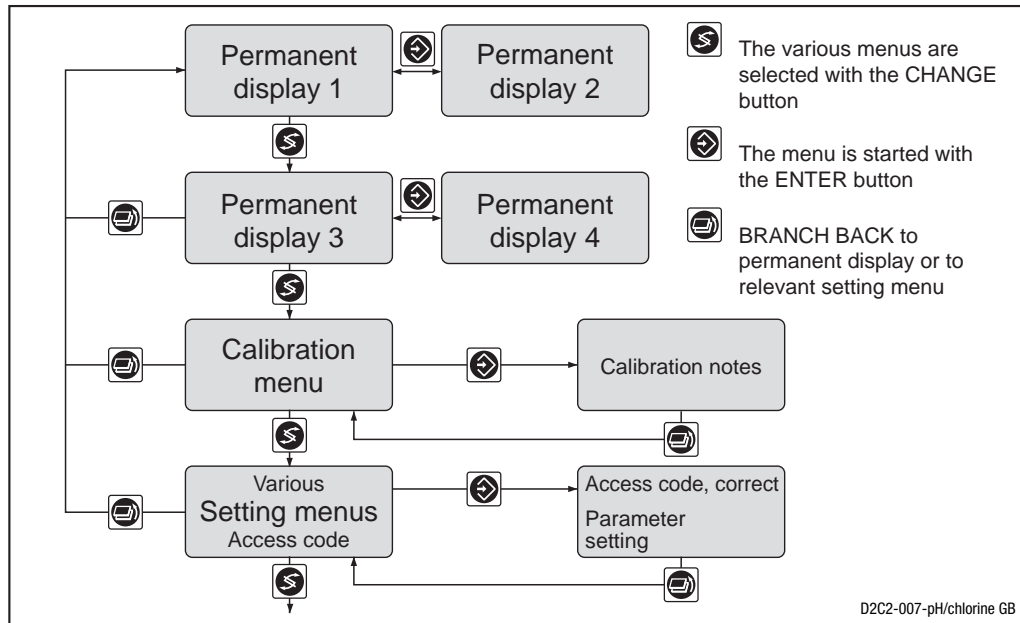 Permanent
display 1
Permanent
display 2
The various menus are
selected with the CHANGE
button
The menu is started with
the ENTER button
Permanent
display 3
Permanent
display 4
BRANCH BACK to
permanent display or to
relevant setting menu
Calibration
menu
Calibration notes
Various
Setting menus
Access code
Access code, correct
Parameter
setting
D2C2-007-pH/chlorine GB